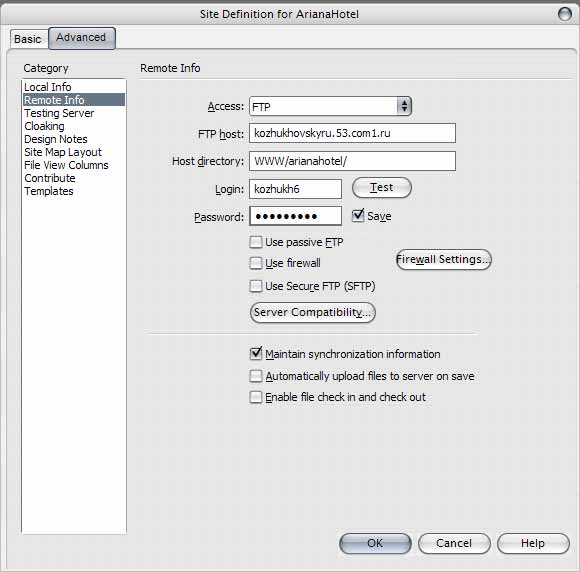 Site Definition for ArianaHotel
Basic
Advanced
Category
Local Info
Remote Info
Testing Server
Cloaking
Design Notes
Site Map Layout
File View Columns
Contribute
Templates
Remote Info
Access: FTP
FTP host: kozhukhovskyru.53.com1.ru
Host directory: WWW/arianahotel/
Login: kozhukh6 Test
Password: ●●●●●●●●● Save
Use passive FTP
Use firewall Firewall Settings...
Use Secure FTP (SFTP)
Server Compatibility...
Maintain synchronization information
Automatically upload files to server on save
Enable file check in and check out
OK Cancel Help